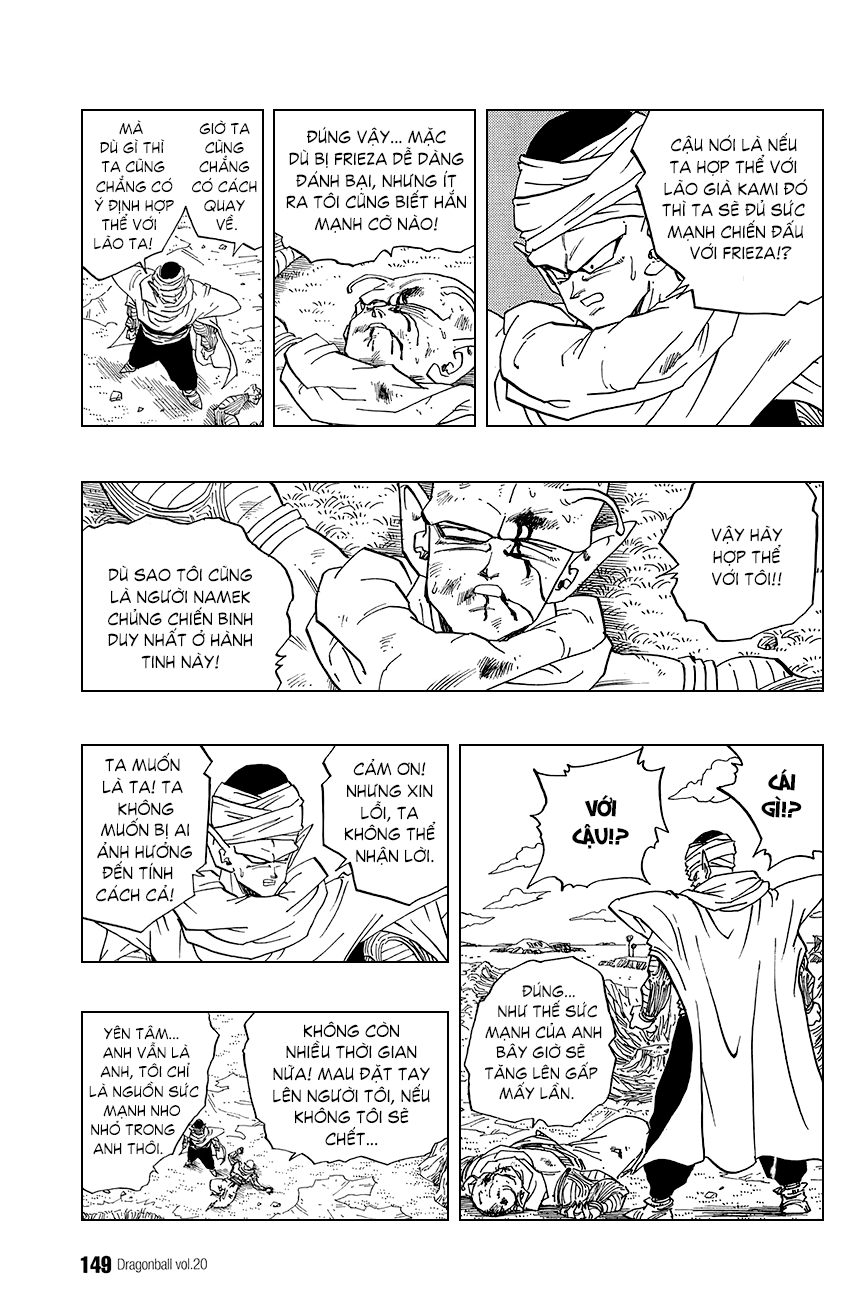 CẬU NÓI LÀ NẾU
TA HỢP THỂ VỚI
LÃO GIÀ KAMI ĐÓ
THÌ TA SẼ ĐỦ SỨC
MẠNH CHIẾN ĐẤU
VỚI FRIEZA!?
ĐÚNG VẬY... MẶC
DÙ BỊ FRIEZA DỄ DÀNG
ĐÁNH BẠI, NHƯNG ÍT
RA TÔI CŨNG BIẾT HẮN
MẠNH CỠ NÀO!
GIỜ TA
CŨNG
CHẲNG
CÓ CÁCH
QUAY
VỀ.
MÀ
DÙ GÌ THÌ
TA CŨNG
CHẲNG CÓ
Ý ĐỊNH HỢP
THỂ VỚI
LÃO TA!
VẬY HÃY
HỢP THỂ
VỚI TÔI!!
DÙ SAO TÔI CŨNG
LÀ NGƯỜI NAMEK
CHỦNG CHIẾN BINH
DUY NHẤT Ở HÀNH
TINH NÀY!
CÁI
GÌ!?
VỚI
CẬU!?
ĐÚNG...
NHƯ THẾ SỨC
MẠNH CỦA ANH
BÂY GIỜ SẼ
TĂNG LÊN GẤP
MẤY LẦN.
CẢM ƠN!
NHƯNG XIN
LỖI, TA
KHÔNG THỂ
NHẬN LỜI.
TA MUỐN
LÀ TA! TA
KHÔNG
MUỐN BỊ AI
ẢNH HƯỞNG
ĐẾN TÍNH
CÁCH CẢ!
KHÔNG CÒN
NHIỀU THỜI GIAN
NỮA! MAU ĐẶT TAY
LÊN NGƯỜI TÔI, NẾU
KHÔNG TÔI SẼ
CHẾT...
YÊN TÂM...
ANH VẪN LÀ
ANH, TÔI CHỈ
LÀ NGUỒN SỨC
MẠNH NHO
NHỎ TRONG
ANH THÔI.
149 Dragonball vol.20